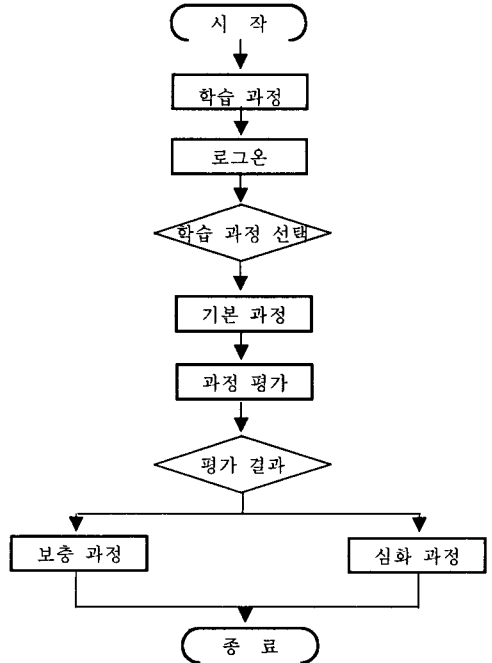 시 작
학습 과정
로그온
학습 과정 선택
기본 과정
과정 평가
평가 결과
보충 과정
심화 과정
종 료